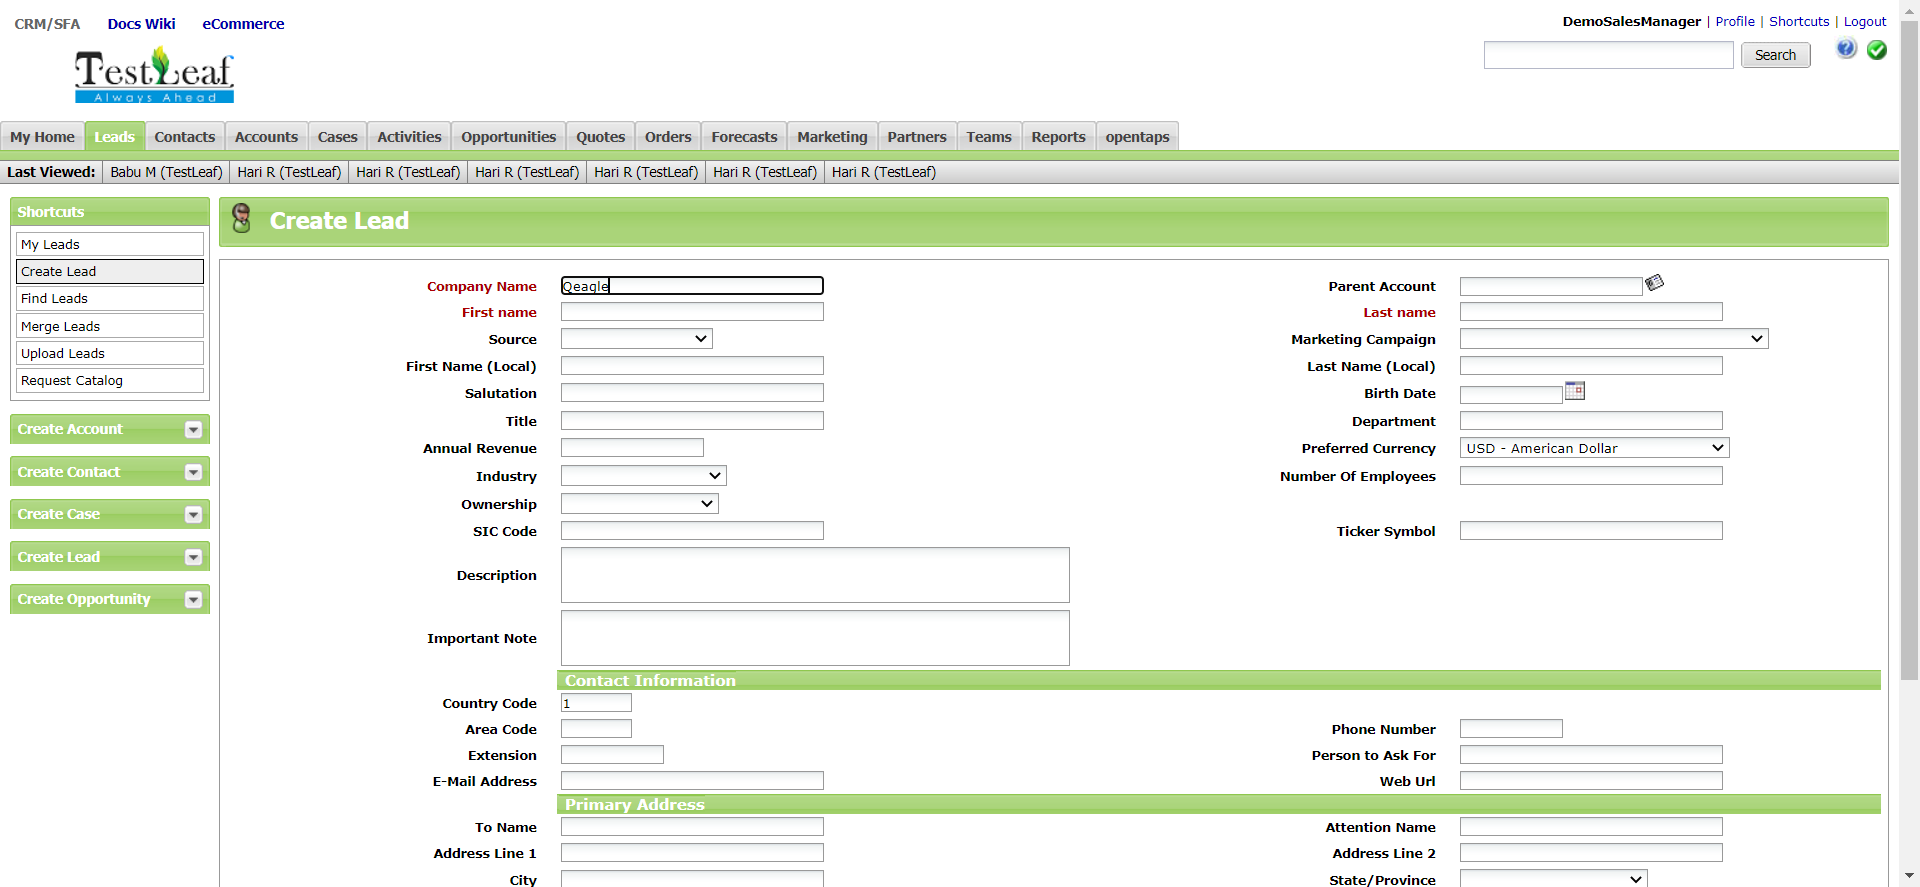 CRM/SFA Docs Wiki eCommerce
DemoSalesManager | Profile | Shortcuts | Logout
TestLeaf
Always Ahead
Search
My Home Leads Contacts Accounts Cases Activities Opportunities Quotes Orders Forecasts Marketing Partners Teams Reports opentaps
Last Viewed: Babu M (TestLeaf) Hari R (TestLeaf) Hari R (TestLeaf) Hari R (TestLeaf) Hari R (TestLeaf) Hari R (TestLeaf) Hari R (TestLeaf)
Shortcuts
My Leads
Create Lead
Find Leads
Merge Leads
Upload Leads
Request Catalog
Create Account
Create Contact
Create Case
Create Lead
Create Opportunity
Create Lead
Company Name Qeagle Parent Account
First name Last name
Source Marketing Campaign
First Name (Local) Last Name (Local)
Salutation Birth Date
Title Department
Annual Revenue Preferred Currency USD - American Dollar
Industry Number Of Employees
Ownership
SIC Code Ticker Symbol
Description
Important Note
Contact Information
Country Code 1
Area Code Phone Number
Extension Person to Ask For
E-Mail Address Web Url
Primary Address
To Name Attention Name
Address Line 1 Address Line 2
City State/Province